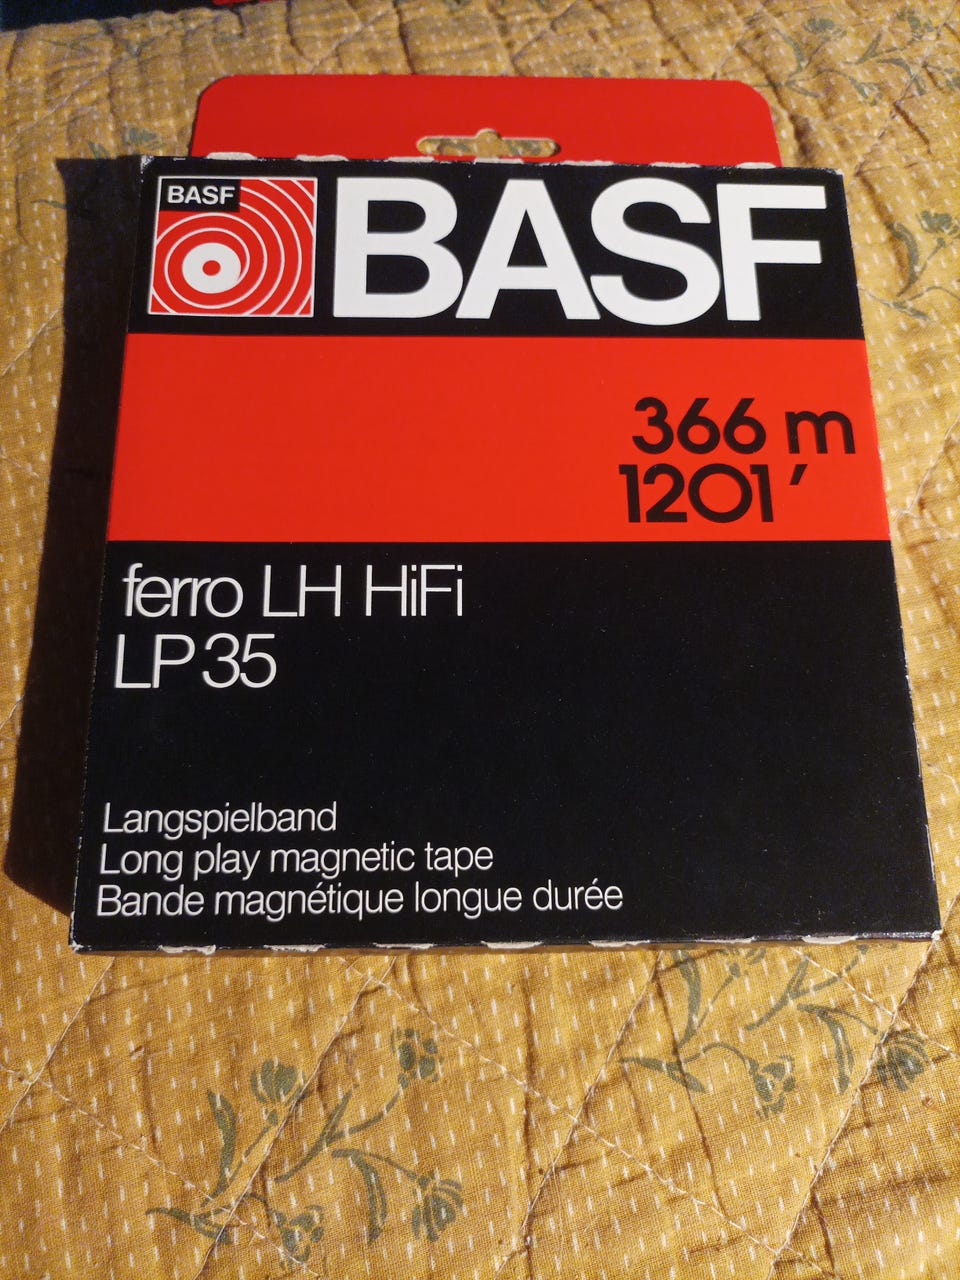 BASF
BASF
366 m
1201'
ferro LH HiFi
LP 35
Langspielband
Long play magnetic tape
Bande magnétique longue durée